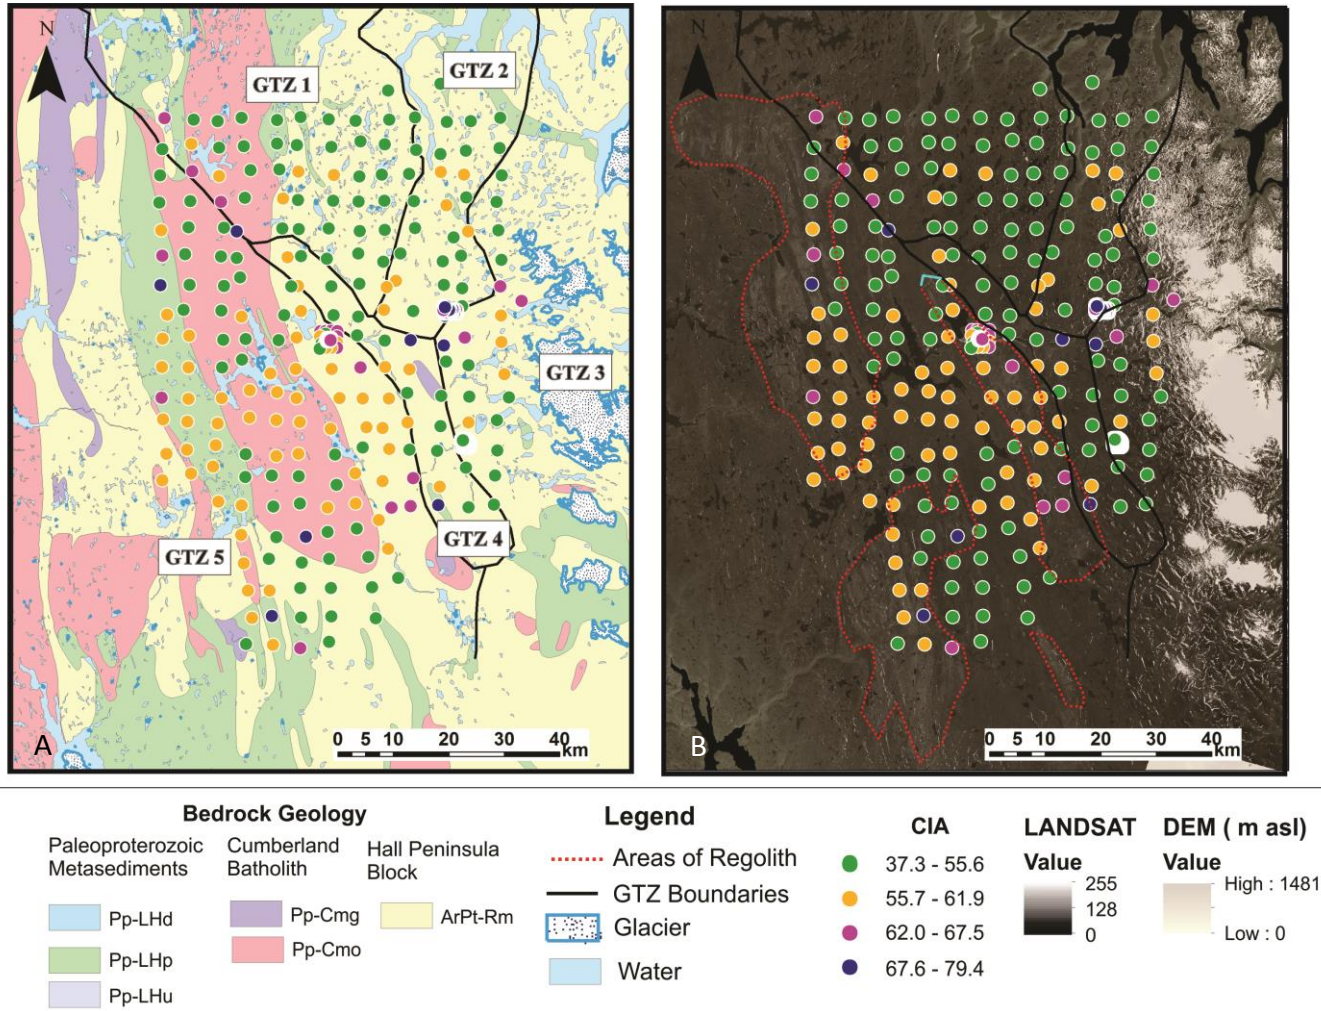 N
GTZ 1
GTZ 2
GTZ 3
GTZ 4
GTZ 5
A
0 5 10 20 30 40
km
N
B
0 5 10 20 30 40
km
Bedrock Geology
Paleoproterozoic
Metasediments
Pp-LHd
Pp-LHp
Pp-LHu
Cumberland
Batholith
Pp-Cmg
Pp-Cmo
Hall Peninsula
Block
ArPt-Rm
Legend
Areas of Regolith
GTZ Boundaries
Glacier
Water
CIA
37.3 - 55.6
55.7 - 61.9
62.0 - 67.5
67.6 - 79.4
LANDSAT
Value
255
128
0
DEM ( m asl)
Value
High : 1481
Low : 0